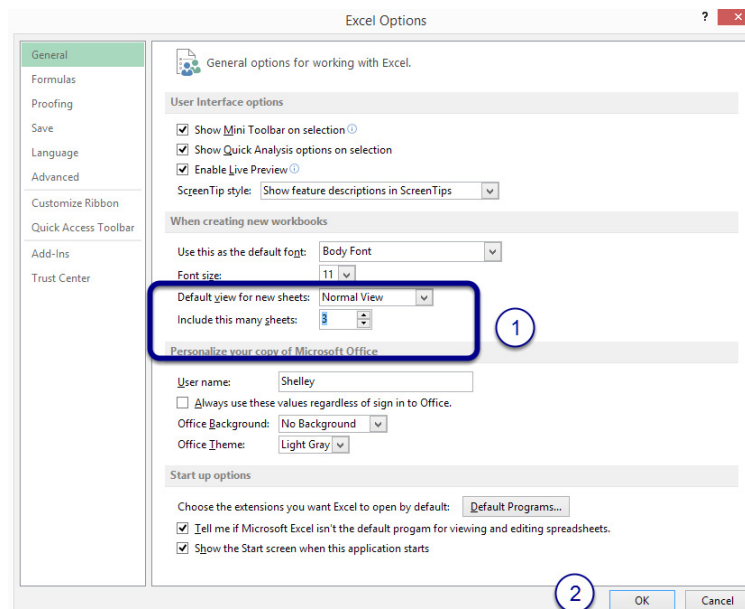 Excel Options
?
General
Formulas
Proofing
Save
Language
Advanced
Customize Ribbon
Quick Access Toolbar
Add-Ins
Trust Center
General options for working with Excel.
User Interface options
Show Mini Toolbar on selection
Show Quick Analysis options on selection
Enable Live Preview
ScreenTip style: Show feature descriptions in ScreenTips
When creating new workbooks
Use this as the default font: Body Font
Font size: 11
Default view for new sheets: Normal View
Include this many sheets: 3
1
Personalize your copy of Microsoft Office
User name: Shelley
Always use these values regardless of sign in to Office.
Office Background: No Background
Office Theme: Light Gray
Start up options
Choose the extensions you want Excel to open by default: Default Programs...
Tell me if Microsoft Excel isn't the default progam for viewing and editing spreadsheets.
Show the Start screen when this application starts
2
OK Cancel